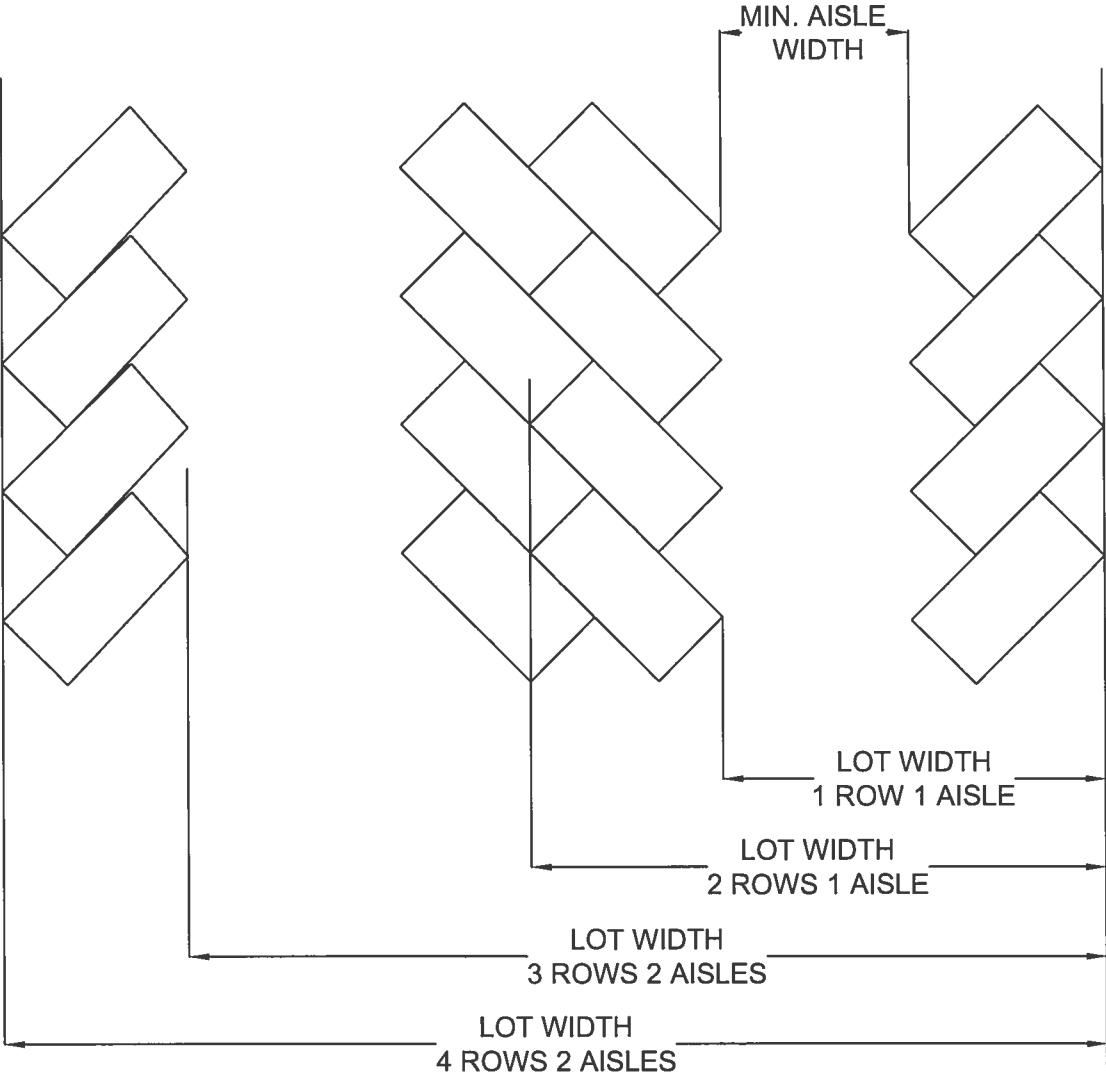 MIN. AISLE
WIDTH
LOT WIDTH
1 ROW 1 AISLE
LOT WIDTH
2 ROWS 1 AISLE
LOT WIDTH
3 ROWS 2 AISLES
LOT WIDTH
4 ROWS 2 AISLES